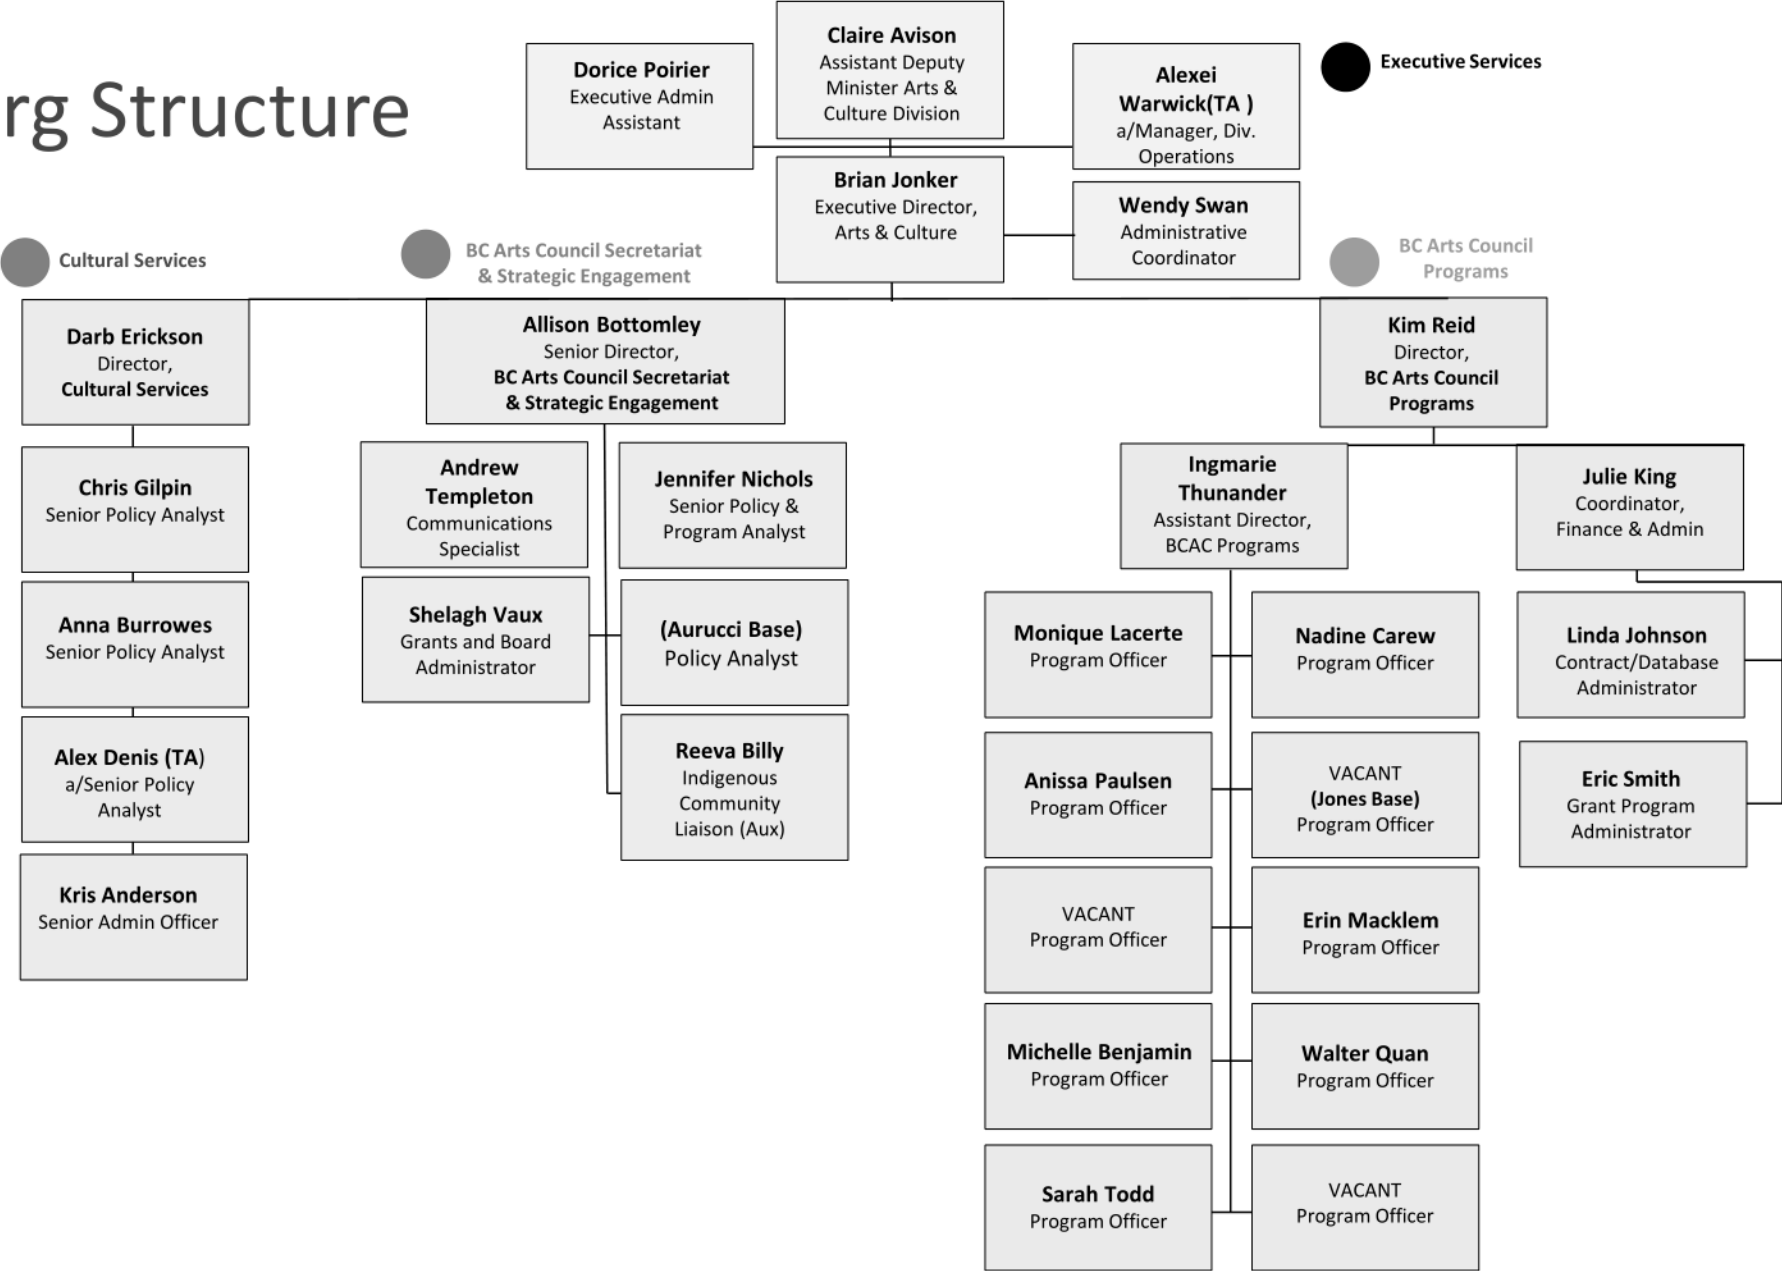 rg Structure
Dorice Poirier
Executive Admin
Assistant
Claire Avison
Assistant Deputy
Minister Arts &
Culture Division
Alexei
Warwick(TA )
a/Manager, Div.
Operations
Executive Services
Brian Jonker
Executive Director,
Arts & Culture
Wendy Swan
Administrative
Coordinator
Cultural Services
BC Arts Council Secretariat
& Strategic Engagement
BC Arts Council
Programs
Darb Erickson
Director,
Cultural Services
Allison Bottomley
Senior Director,
BC Arts Council Secretariat
& Strategic Engagement
Kim Reid
Director,
BC Arts Council
Programs
Chris Gilpin
Senior Policy Analyst
Anna Burrowes
Senior Policy Analyst
Alex Denis (TA)
a/Senior Policy
Analyst
Kris Anderson
Senior Admin Officer
Andrew
Templeton
Communications
Specialist
Jennifer Nichols
Senior Policy &
Program Analyst
Shelagh Vaux
Grants and Board
Administrator
(Aurucci Base)
Policy Analyst
Reeva Billy
Indigenous
Community
Liaison (Aux)
Ingmarie
Thunander
Assistant Director,
BCAC Programs
Julie King
Coordinator,
Finance & Admin
Monique Lacerte
Program Officer
Nadine Carew
Program Officer
Linda Johnson
Contract/Database
Administrator
Anissa Paulsen
Program Officer
VACANT
(Jones Base)
Program Officer
Eric Smith
Grant Program
Administrator
VACANT
Program Officer
Erin Macklem
Program Officer
Michelle Benjamin
Program Officer
Walter Quan
Program Officer
Sarah Todd
Program Officer
VACANT
Program Officer